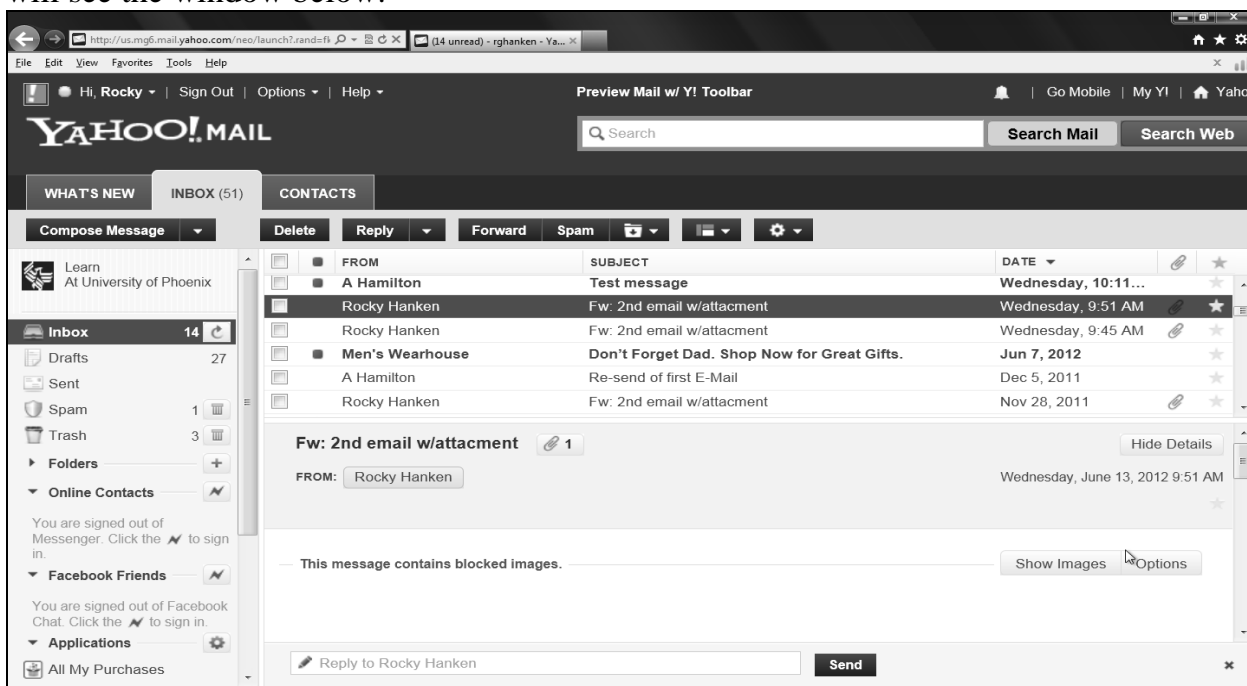 will see the window below:
http://us.mg6.mail.yahoo.com/neo/launch?.rand=fk
(14 unread) - rghanken - Ya...
File Edit View Favorites Tools Help
Hi, Rocky | Sign Out | Options | Help
Preview Mail w/ Y! Toolbar
Go Mobile | My Y! | Yaho
YAHOO! MAIL
Search
Search Mail
Search Web
WHAT'S NEW
INBOX (51)
CONTACTS
Compose Message
Delete Reply Forward Spam
Learn
At University of Phoenix
FROM SUBJECT DATE
A Hamilton Test message Wednesday, 10:11...
Rocky Hanken Fw: 2nd email w/attacment Wednesday, 9:51 AM
Rocky Hanken Fw: 2nd email w/attacment Wednesday, 9:45 AM
Men's Wearhouse Don't Forget Dad. Shop Now for Great Gifts. Jun 7, 2012
A Hamilton Re-send of first E-Mail Dec 5, 2011
Rocky Hanken Fw: 2nd email w/attacment Nov 28, 2011
Inbox 14
Drafts 27
Sent
Spam 1
Trash 3
Folders
Online Contacts
You are signed out of
Messenger. Click the to sign
in.
Facebook Friends
You are signed out of Facebook
Chat. Click the to sign in.
Applications
All My Purchases
Fw: 2nd email w/attacment 1
Hide Details
FROM: Rocky Hanken
Wednesday, June 13, 2012 9:51 AM
This message contains blocked images.
Show Images
Options
Reply to Rocky Hanken
Send